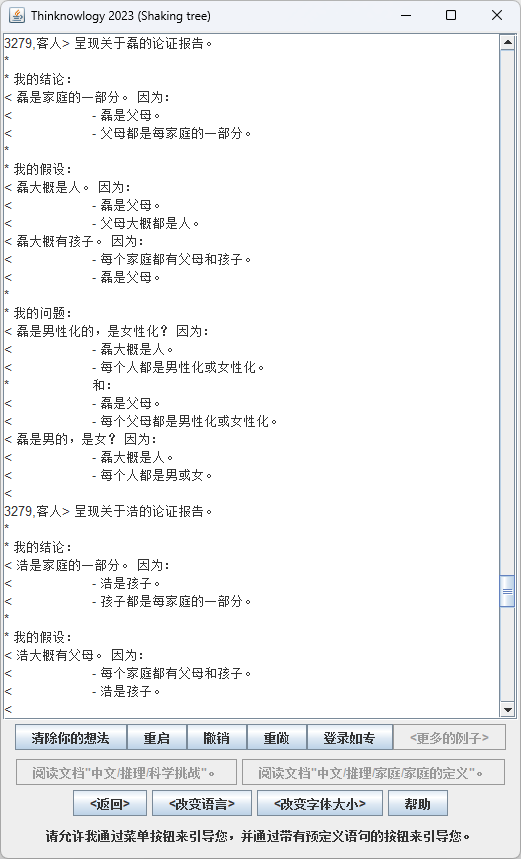 Thinknowlogy 2023 (Shaking tree)
3279,客人> 呈现关于磊的论证报告。
*
* 我的结论：
< 磊是家庭的一部分。 因为：
< - 磊是父母。
< - 父母都是每家庭的一部分。
*
* 我的假设：
< 磊大概是人。 因为：
< - 磊是父母。
< - 父母大概都是人。
< 磊大概有孩子。 因为：
< - 每个家庭都有父母和孩子。
< - 磊是父母。
*
* 我的问题：
< 磊是男性化的，是女性化？ 因为：
< - 磊大概是人。
< - 每个人都是男性化或女性化。
* 和：
< - 磊是父母。
< - 每个父母都是男性化或女性化。
< 磊是男的，是女？ 因为：
< - 磊大概是人。
< - 每个人都是男或女。
<
3279,客人> 呈现关于浩的论证报告。
*
* 我的结论：
< 浩是家庭的一部分。 因为：
< - 浩是孩子。
< - 孩子都是每家庭的一部分。
*
* 我的假设：
< 浩大概有父母。 因为：
< - 每个家庭都有父母和孩子。
< - 浩是孩子。
<
清除你的想法 重启 撤销 重做 登录如专 <更多的例子>
阅读文档"中文/推理/科学挑战"。 阅读文档"中文/推理/家庭/家庭的定义"。
<返回> <改变语言> <改变字体大小> 帮助
请允许我通过菜单按钮来引导您，并通过带有预定义语句的按钮来引导您。